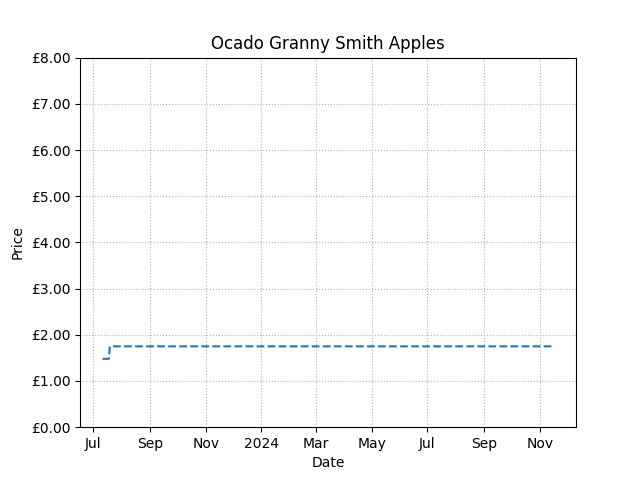 Ocado Granny Smith Apples
£8.00
£7.00
£6.00
£5.00
£4.00
£3.00
£2.00
£1.00
£0.00
Price
Jul Sep Nov 2024 Mar May Jul Sep Nov
Date